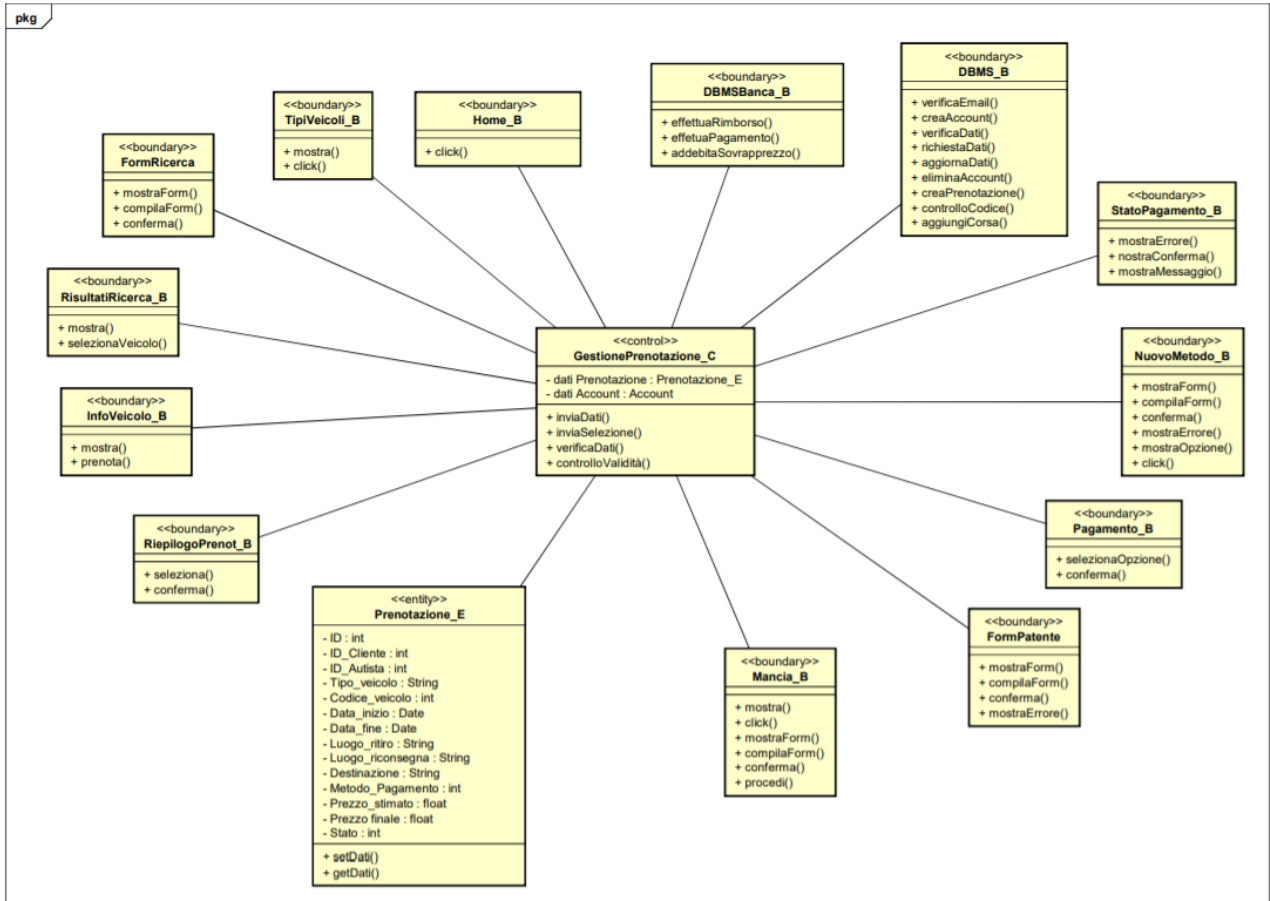 pkg
<<boundary>>
FormRicerca
+ mostraForm()
+ compilaForm()
+ conferma()
<<boundary>>
TipiVeicoli_B
+ mostra()
+ click()
<<boundary>>
Home_B
+ click()
<<boundary>>
DBMSBanca_B
+ effettuaRimborso()
+ effetuaPagamento()
+ addebitaSovrapprezzo()
<<boundary>>
DBMS_B
+ verificaEmail()
+ creaAccount()
+ verificaDati()
+ richiestaDati()
+ aggiornaDati()
+ eliminaAccount()
+ creaPrenotazione()
+ controlloCodice()
+ aggiungiCorsa()
<<boundary>>
StatoPagamento_B
+ mostraErrore()
+ nostraConferma()
+ mostraMessaggio()
<<boundary>>
RisultatiRicerca_B
+ mostra()
+ selezionaVeicolo()
<<control>>
GestionePrenotazione_C
- dati Prenotazione : Prenotazione_E
- dati Account : Account
+ inviaDati()
+ inviaSelezione()
+ verificaDati()
+ controlloValidità()
<<boundary>>
NuovoMetodo_B
+ mostraForm()
+ compilaForm()
+ conferma()
+ mostraErrore()
+ mostraOpzione()
+ click()
<<boundary>>
InfoVeicolo_B
+ mostra()
+ prenota()
<<boundary>>
RiepilogoPrenot_B
+ seleziona()
+ conferma()
<<boundary>>
Pagamento_B
+ selezionaOpzione()
+ conferma()
<<entity>>
Prenotazione_E
- ID : int
- ID_Cliente : int
- ID_Autista : int
- Tipo_veicolo : String
- Codice_veicolo : int
- Data_inizio : Date
- Data_fine : Date
- Luogo_ritiro : String
- Luogo_riconsegna : String
- Destinazione : String
- Metodo_Pagamento : int
- Prezzo_stimato : float
- Prezzo finale : float
- Stato : int
+ setDati()
+ getDati()
<<boundary>>
Mancia_B
+ mostra()
+ click()
+ mostraForm()
+ compilaForm()
+ conferma()
+ procedi()
<<boundary>>
FormPatente
+ mostraForm()
+ compilaForm()
+ conferma()
+ mostraErrore()